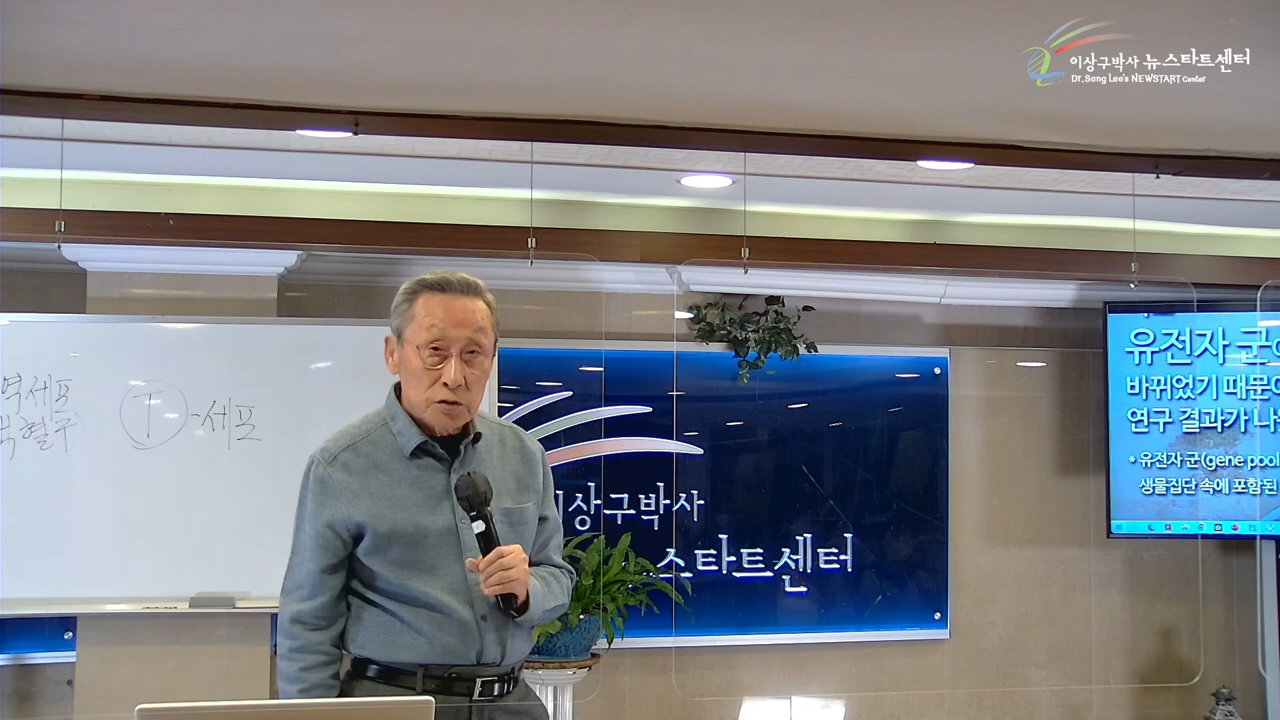 이상구박사 뉴스타트센터
Dr.Sang Lee's NEWSTART Center
역세포
백혈구
T-세포
이상구박사
스타트센터
유전자 군
바뀌었기 때문
연구 결과가
* 유전자 군(gene pool
생물집단 속에 포함된